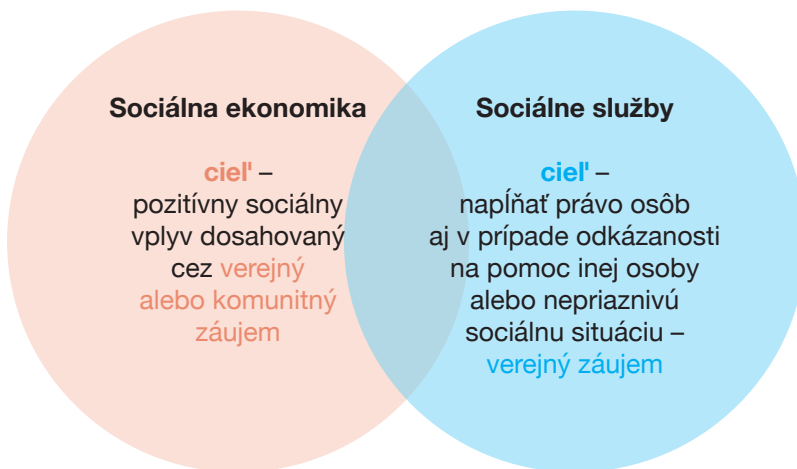 Sociálna ekonomika
cieľ –
pozitívny sociálny
vplyv dosahovaný
cez verejný
alebo komunitný
záujem
Sociálne služby
cieľ –
napĺňať právo osôb
aj v prípade odkázanosti
na pomoc inej osoby
alebo nepriaznivú
sociálnu situáciu –
verejný záujem